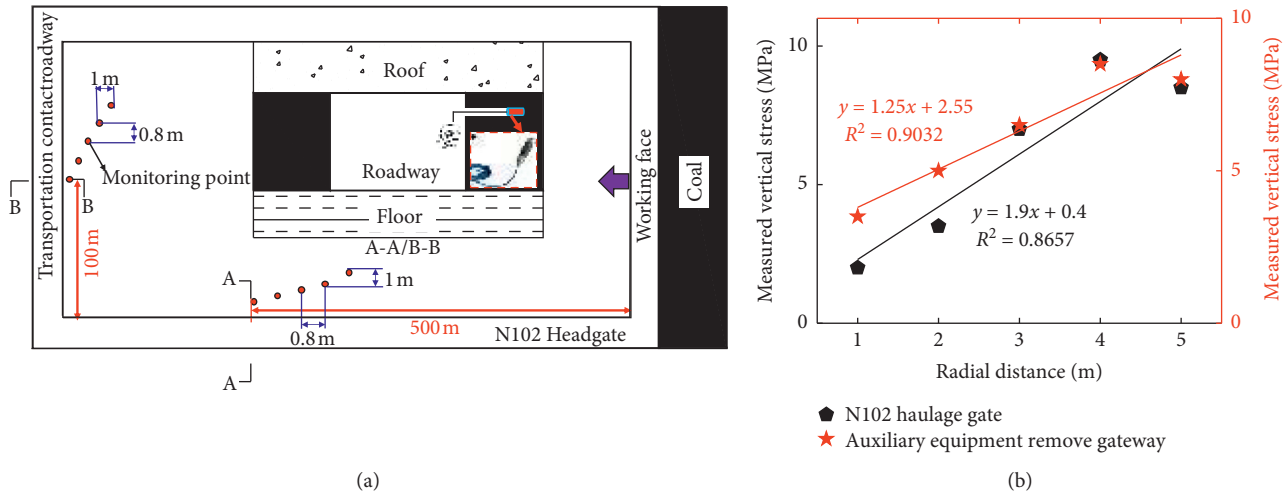 Transportation contactroadway
1 m
0.8 m
Monitoring point
B
B
100 m
Roof
Roadway
Floor
A-A/B-B
A
A
1 m
0.8 m
500 m
N102 Headgate
Working face
Coal
(a)
Measured vertical stress (MPa)
10
5
0
y = 1.25x + 2.55
R² = 0.9032
y = 1.9x + 0.4
R² = 0.8657
10
5
0
Measured vertical stress (MPa)
1 2 3 4 5
Radial distance (m)
N102 haulage gate
Auxiliary equipment remove gateway
(b)